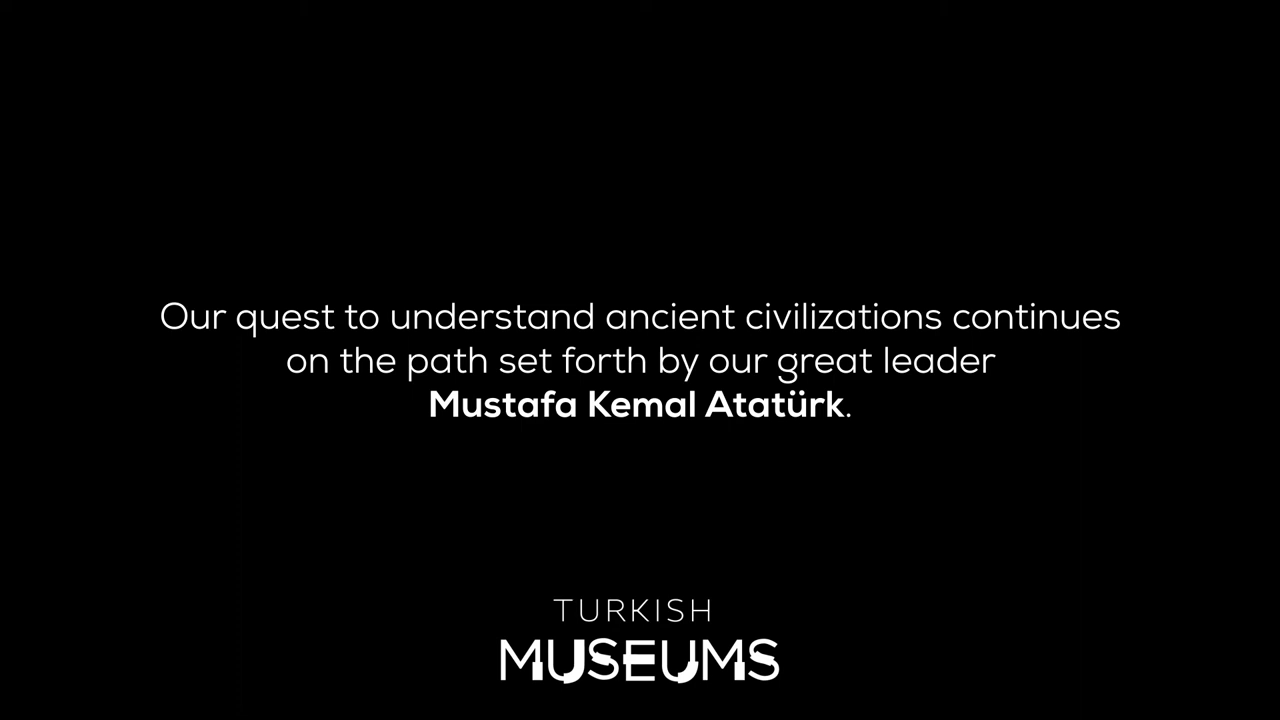 Our quest to understand ancient civilizations continues
on the path set forth by our great leader
Mustafa Kemal Atatürk.
TURKISH
MUSEUMS